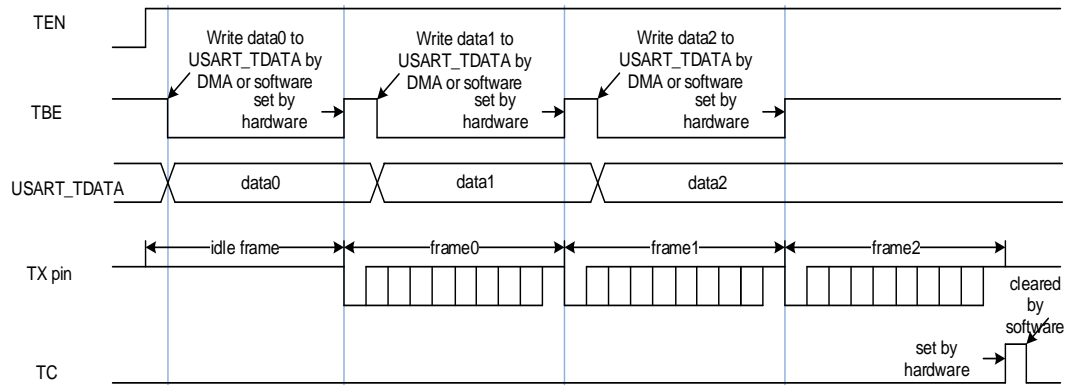 TEN
Write data0 to
USART_TDATA by
DMA or software
Write data1 to
USART_TDATA by
DMA or software
Write data2 to
USART_TDATA by
DMA or software
TBE
set by
hardware
set by
hardware
set by
hardware
USART_TDATA
data0
data1
data2
idle frame
frame0
frame1
frame2
TX pin
cleared
by
software
set by
hardware
TC